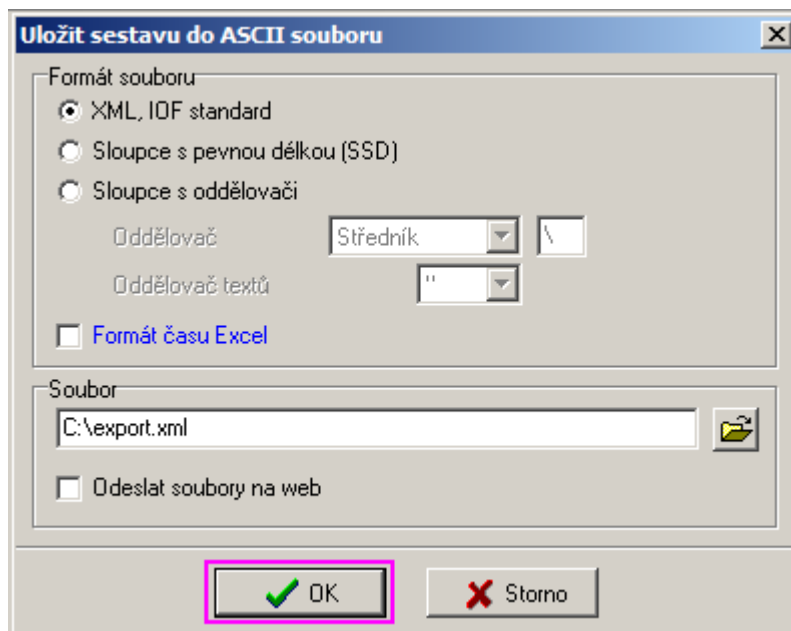 Uložit sestavu do ASCII souboru
Formát souboru
XML, IOF standard
Sloupce s pevnou délkou (SSD)
Sloupce s oddělovači
Oddělovač Středník \
Oddělovač textů "
Formát času Excel
Soubor
C:\export.xml
Odeslat soubory na web
OK Storno